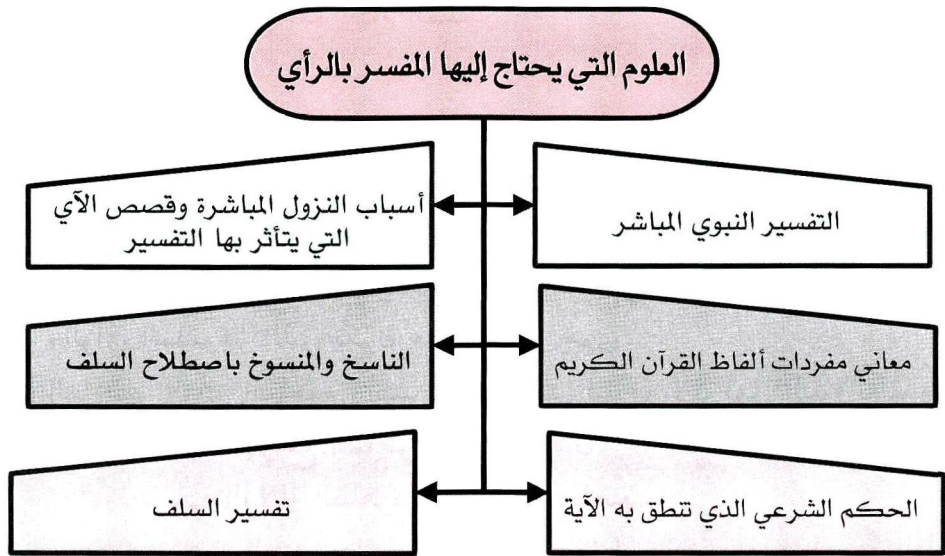 العلوم التي يحتاج إليها المفسر بالرأي
التفسير النبوي المباشر
أسباب النزول المباشرة وقصص الآي
التي يتأثر بها التفسير
معاني مفردات ألفاظ القرآن الكريم
الناسخ والمنسوخ باصطلاح السلف
الحكم الشرعي الذي تنطق به الآية
تفسير السلف